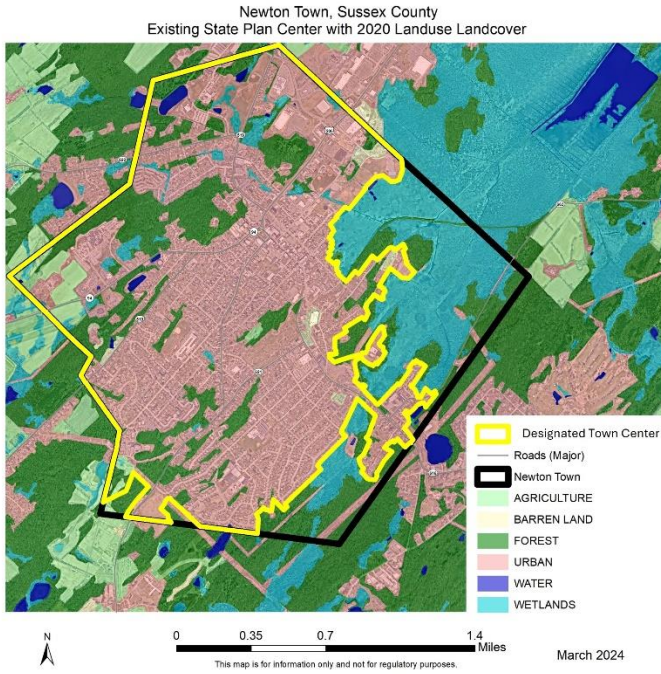 Newton Town, Sussex County
Existing State Plan Center with 2020 Landuse Landcover
Designated Town Center
Roads (Major)
Newton Town
AGRICULTURE
BARREN LAND
FOREST
URBAN
WATER
WETLANDS
N
0 0.35 0.7 1.4
Miles
This map is for information only and not for regulatory purposes.
March 2024